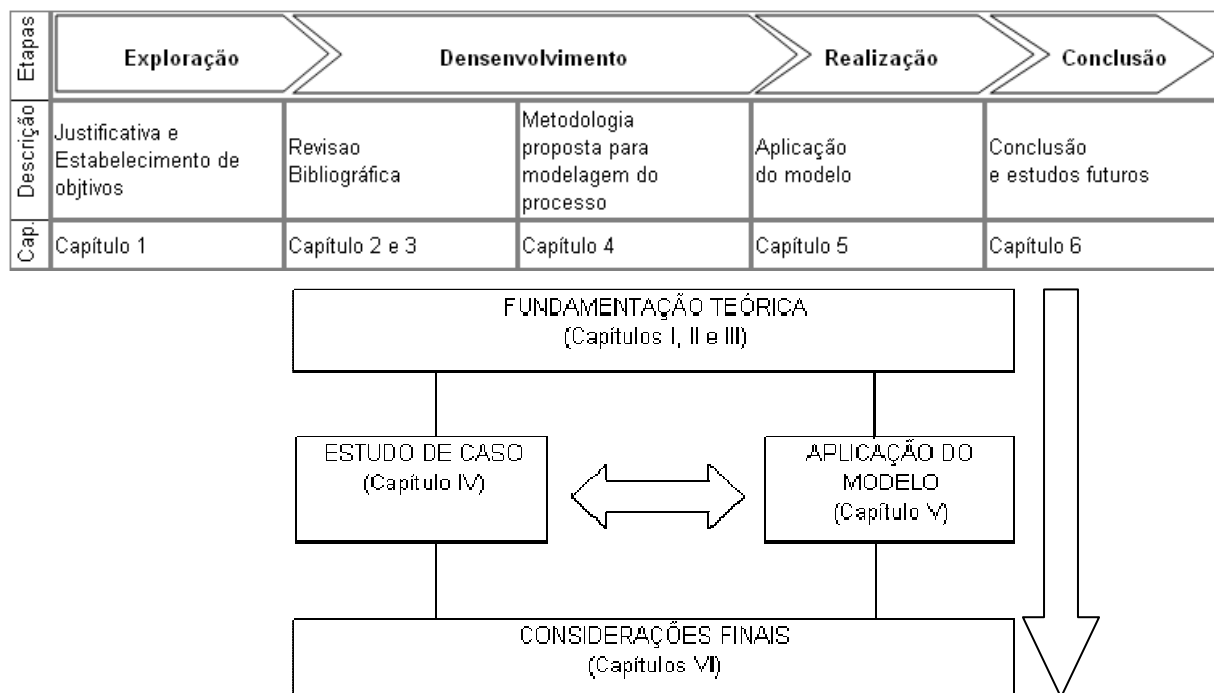 Etapas
Exploração
Densenvolvimento
Realização
Conclusão
Descrição
Justificativa e
Estabelecimento de
objtivos
Revisao
Bibliográfica
Metodologia
proposta para
modelagem do
processo
Aplicação
do modelo
Conclusão
e estudos futuros
Cap.
Capítulo 1
Capítulo 2 e 3
Capítulo 4
Capítulo 5
Capítulo 6
FUNDAMENTAÇÃO TEÓRICA
(Capítulos I, II e III)
ESTUDO DE CASO
(Capítulo IV)
APLICAÇÃO DO
MODELO
(Capítulo V)
CONSIDERAÇÕES FINAIS
(Capítulos VI)